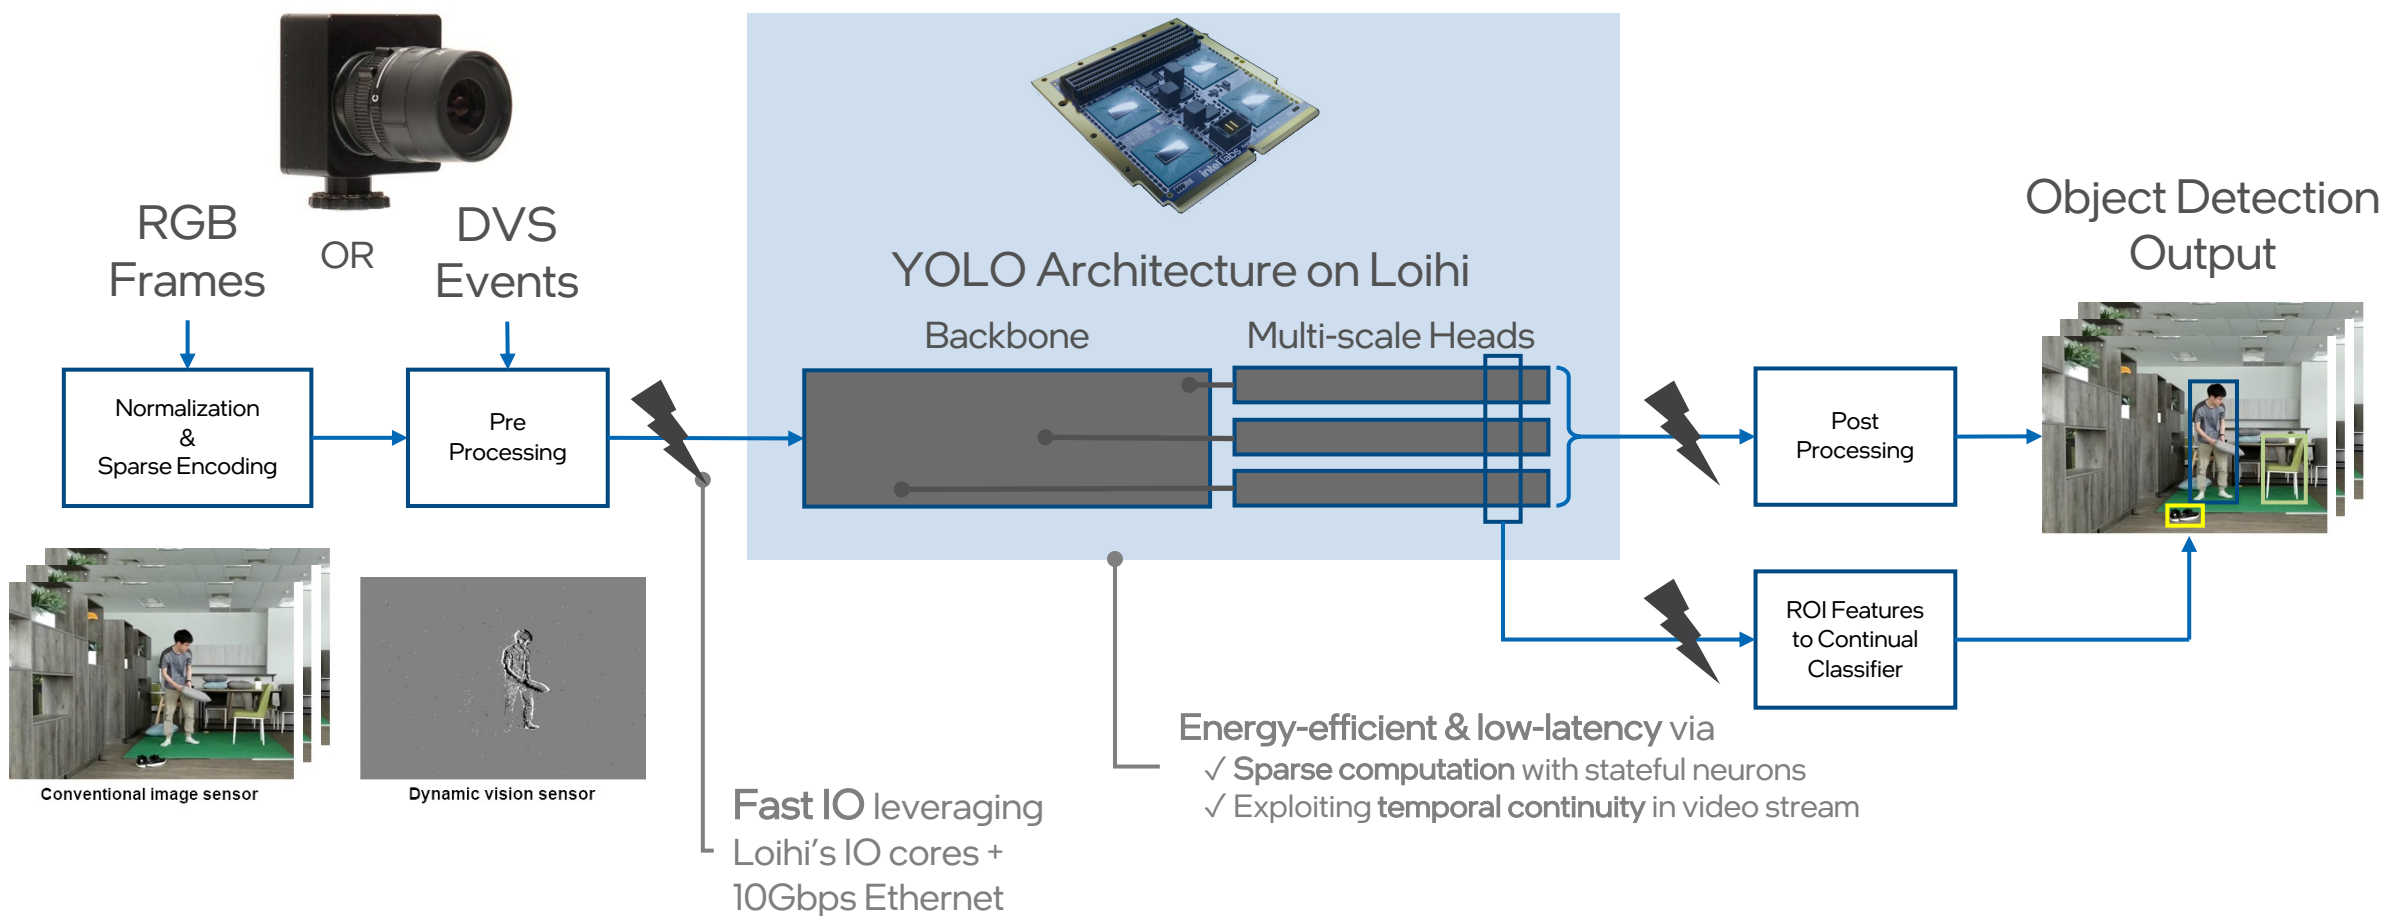 RGB
Frames
OR
DVS
Events
intel labs
YOLO Architecture on Loihi
Backbone
Multi-scale Heads
Object Detection
Output
Normalization
&
Sparse Encoding
Pre
Processing
Post
Processing
ROI Features
to Continual
Classifier
Conventional image sensor
Dynamic vision sensor
Fast IO leveraging
Loihi's IO cores +
10Gbps Ethernet
Energy-efficient & low-latency via
✓ Sparse computation with stateful neurons
✓ Exploiting temporal continuity in video stream